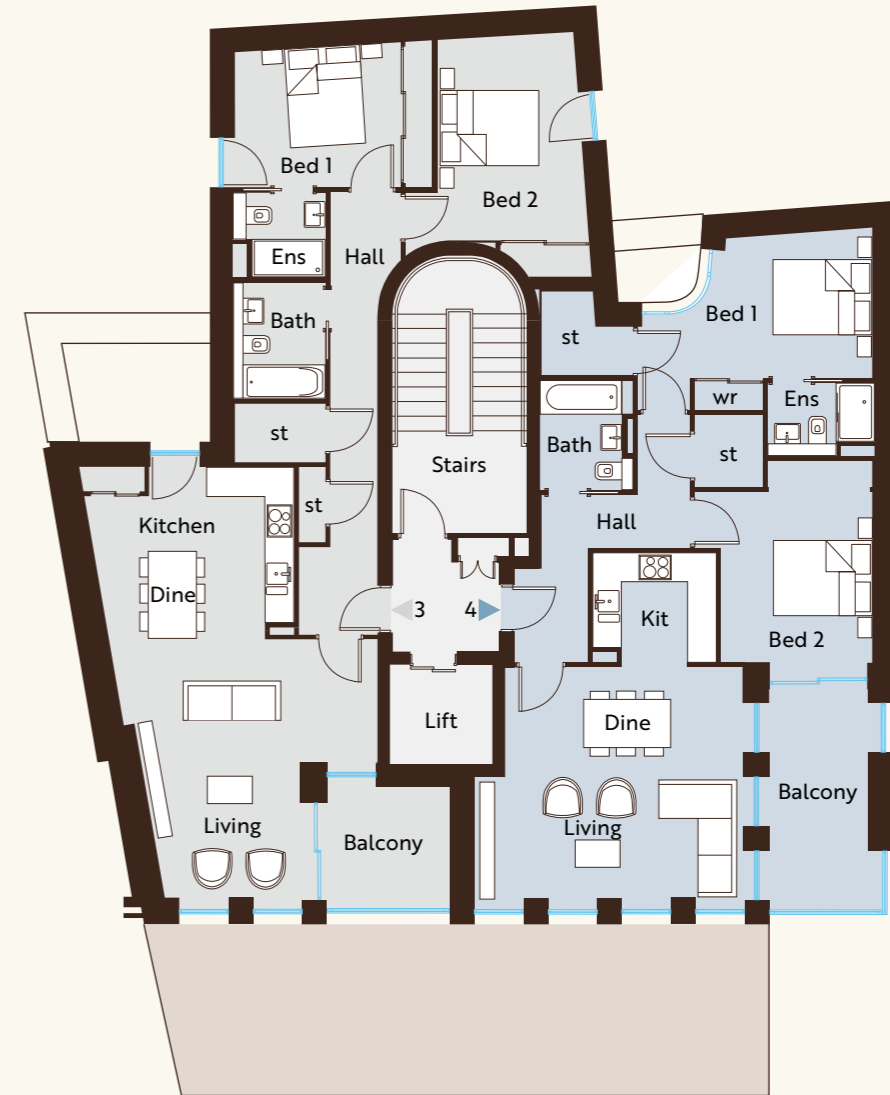 Bed 1
Bed 2
Ens
Hall
Bath
st
st
Kitchen
Dine
Living
Balcony
Stairs
3
4
Lift
st
Bed 1
wr
Ens
Bath
st
Hall
Kit
Bed 2
Dine
Living
Balcony